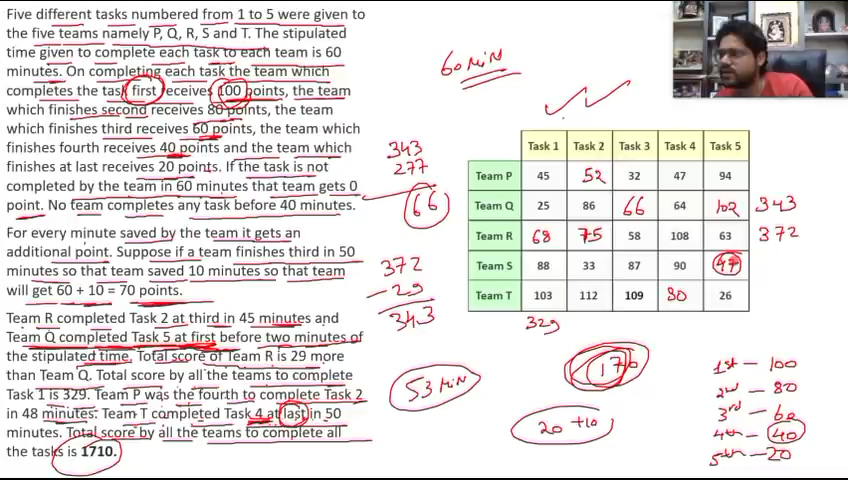 Five different tasks numbered from 1 to 5 were given to
the five teams namely P, Q, R, S and T. The stipulated
time given to complete each task to each team is 60
minutes. On completing each task the team which
completes the task first receives 100 points, the team
which finishes second receives 80 points, the team
which finishes third receives 60 points, the team which
finishes fourth receives 40 points and the team which
finishes at last receives 20 points. If the task is not
completed by the team in 60 minutes that team gets 0
point. No team completes any task before 40 minutes.
For every minute saved by the team it gets an
additional point. Suppose if a team finishes third in 50
minutes so that team saved 10 minutes so that team
will get 60 + 10 = 70 points.
Team R completed Task 2 at third in 45 minutes and
Team Q completed Task 5 at first before two minutes of
the stipulated time. Total score of Team R is 29 more
than Team Q. Total score by all the teams to complete
Task 1 is 329. Team P was the fourth to complete Task 2
in 48 minutes. Team T completed Task 4 at last in 50
minutes. Total score by all the teams to complete all
the tasks is 1710.
60 min
343
277
66
372
- 29
343
53 min
Task 1 Task 2 Task 3 Task 4 Task 5
Team P 45 52 32 47 94
Team Q 25 86 66 64 102 343
Team R 68 75 58 108 63 372
Team S 88 33 87 90 47
Team T 103 112 109 30 26
329
20 +10
1st — 100
2nd — 80
3rd — 60
4th — 40
5th — 20